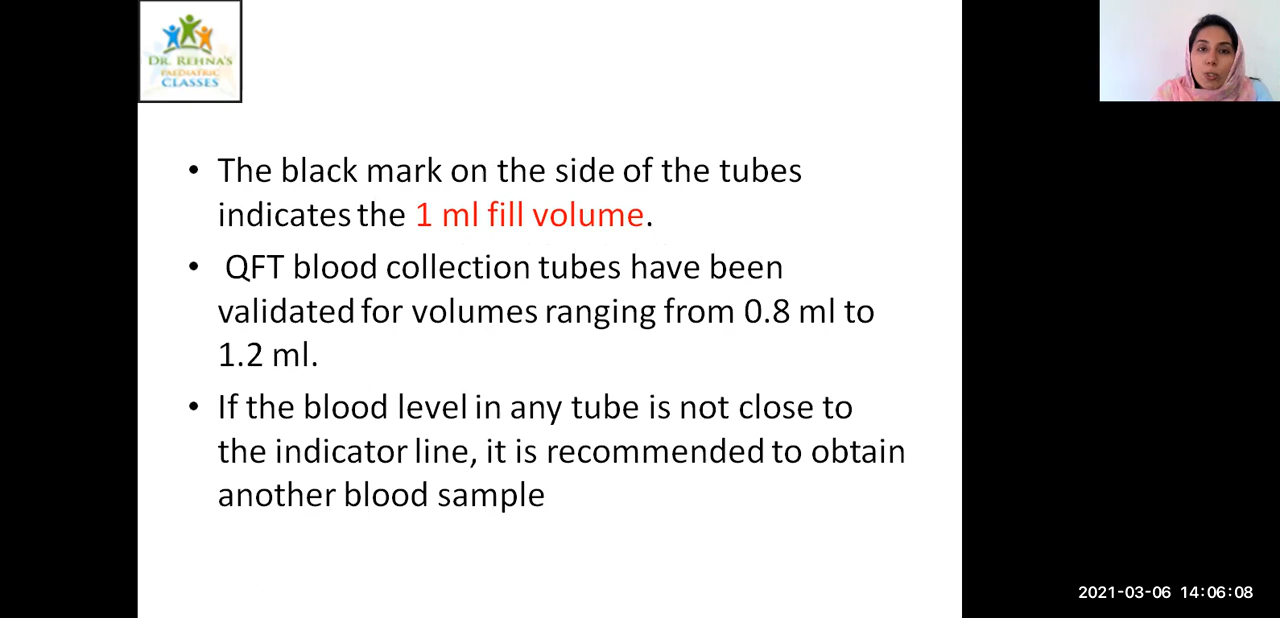 DR. REHNA'S
PAEDIATRIC
CLASSES
• The black mark on the side of the tubes
indicates the 1 ml fill volume.
• QFT blood collection tubes have been
validated for volumes ranging from 0.8 ml to
1.2 ml.
• If the blood level in any tube is not close to
the indicator line, it is recommended to obtain
another blood sample
2021-03-06 14:06:08